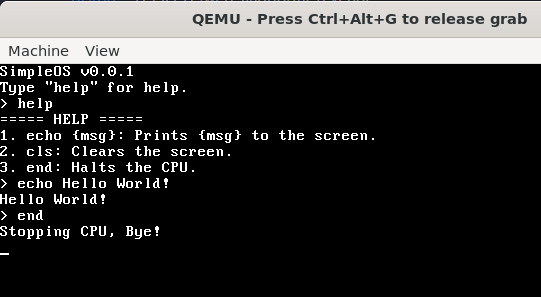 QEMU - Press Ctrl+Alt+G to release grab
Machine View
SimpleOS v0.0.1
Type "help" for help.
> help
===== HELP =====
1. echo {msg}: Prints {msg} to the screen.
2. cls: Clears the screen.
3. end: Halts the CPU.
> echo Hello World!
Hello World!
> end
Stopping CPU, Bye!
_